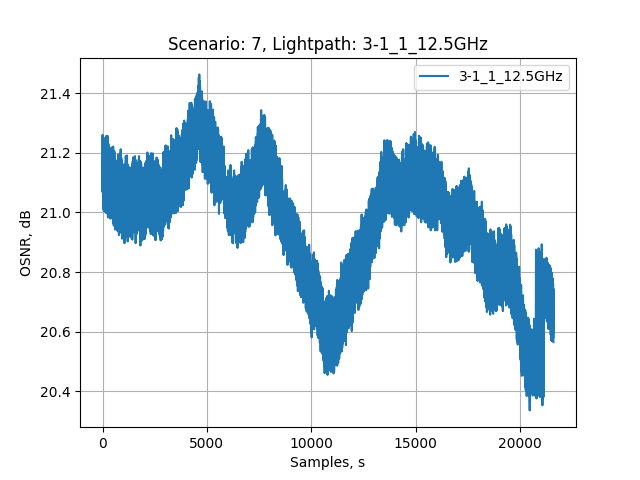 Scenario: 7, Lightpath: 3-1_1_12.5GHz
3-1_1_12.5GHz
21.4
21.2
21.0
20.8
20.6
20.4
OSNR, dB
0 5000 10000 15000 20000
Samples, s